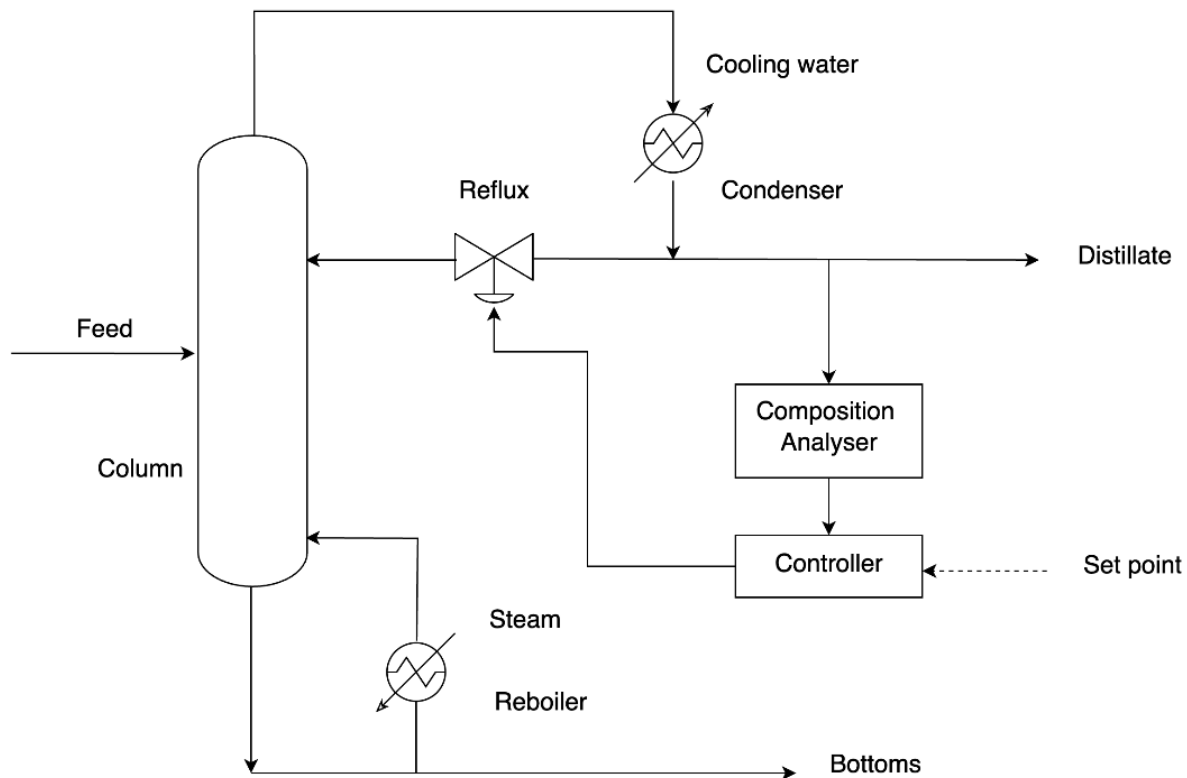 Cooling water
Reflux
Condenser
Distillate
Feed
Composition
Analyser
Column
Controller
Set point
Steam
Reboiler
Bottoms